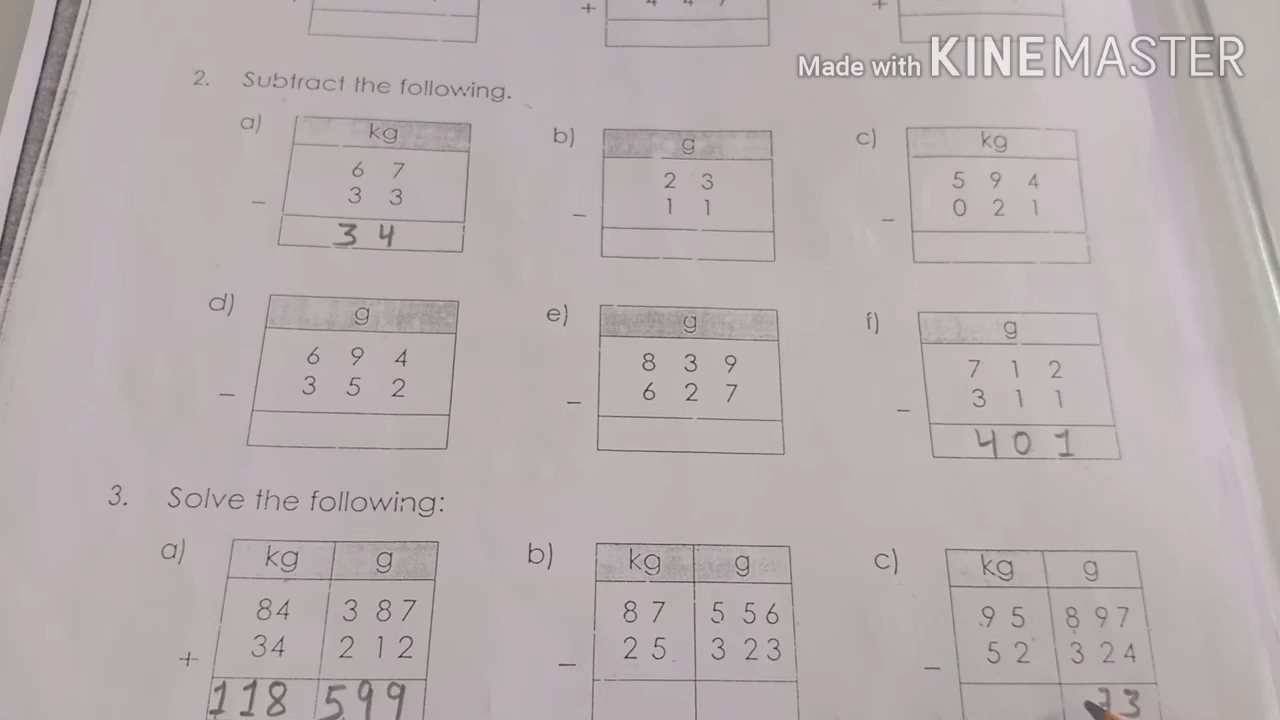 + +
Made with KINEMASTER
2. Subtract the following.
a) kg b) g c) kg
6 7 2 3 5 9 4
- 3 3 - 1 1 - 0 2 1
3 4
d) g e) g f) g
6 9 4 8 3 9 7 1 2
- 3 5 2 - 6 2 7 - 3 1 1
4 0 1
3. Solve the following:
a) kg g b) kg g c) kg g
84 3 8 7 8 7 5 5 6 9 5 8 9 7
+ 34 2 1 2 - 2 5 3 2 3 - 5 2 3 2 4
118 599 73